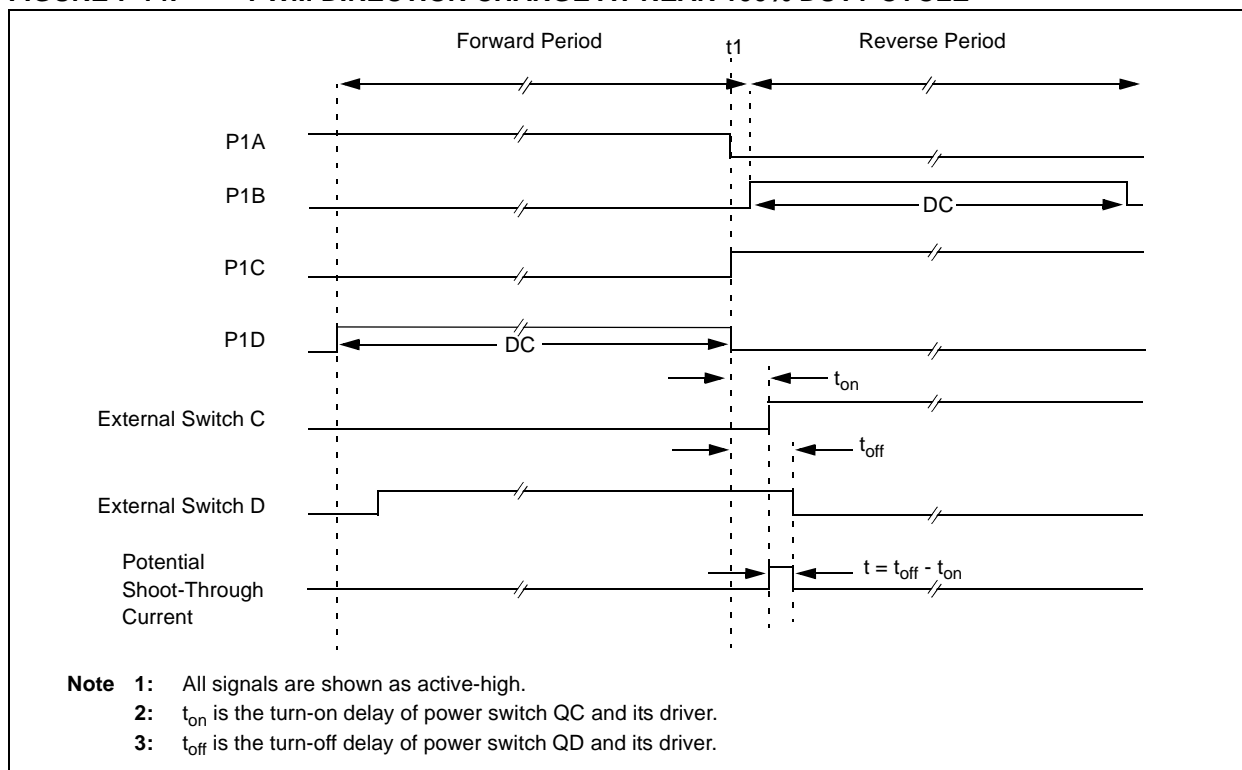 Forward Period
t1
Reverse Period
P1A
P1B
DC
P1C
P1D
DC
ton
External Switch C
toff
External Switch D
Potential
Shoot-Through
Current
t = toff - ton
Note 1: All signals are shown as active-high.
2: ton is the turn-on delay of power switch QC and its driver.
3: toff is the turn-off delay of power switch QD and its driver.